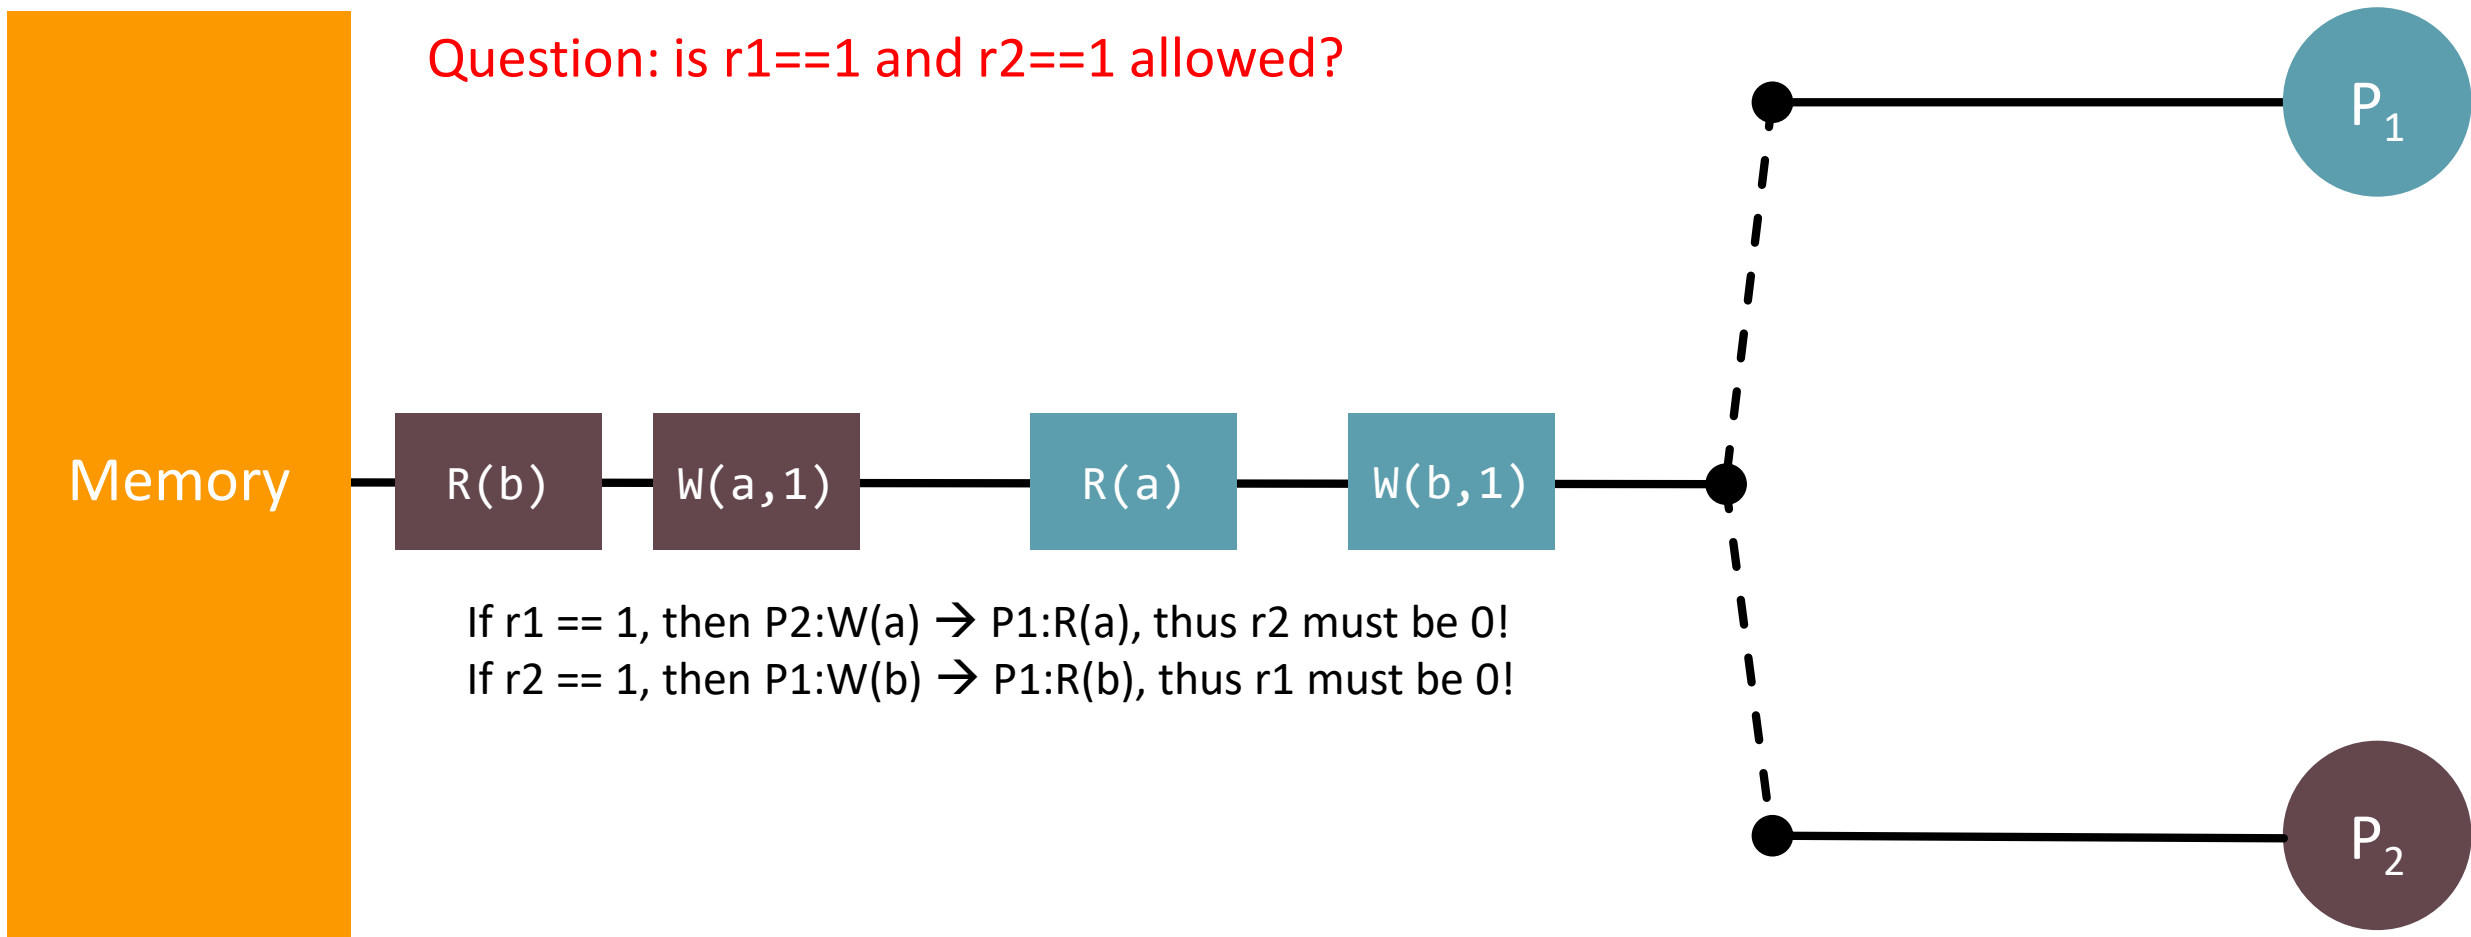 Question: is r1==1 and r2==1 allowed?
P1
Memory
R(b)
W(a,1)
R(a)
W(b,1)
If r1 == 1, then P2:W(a) → P1:R(a), thus r2 must be 0!
If r2 == 1, then P1:W(b) → P1:R(b), thus r1 must be 0!
P2